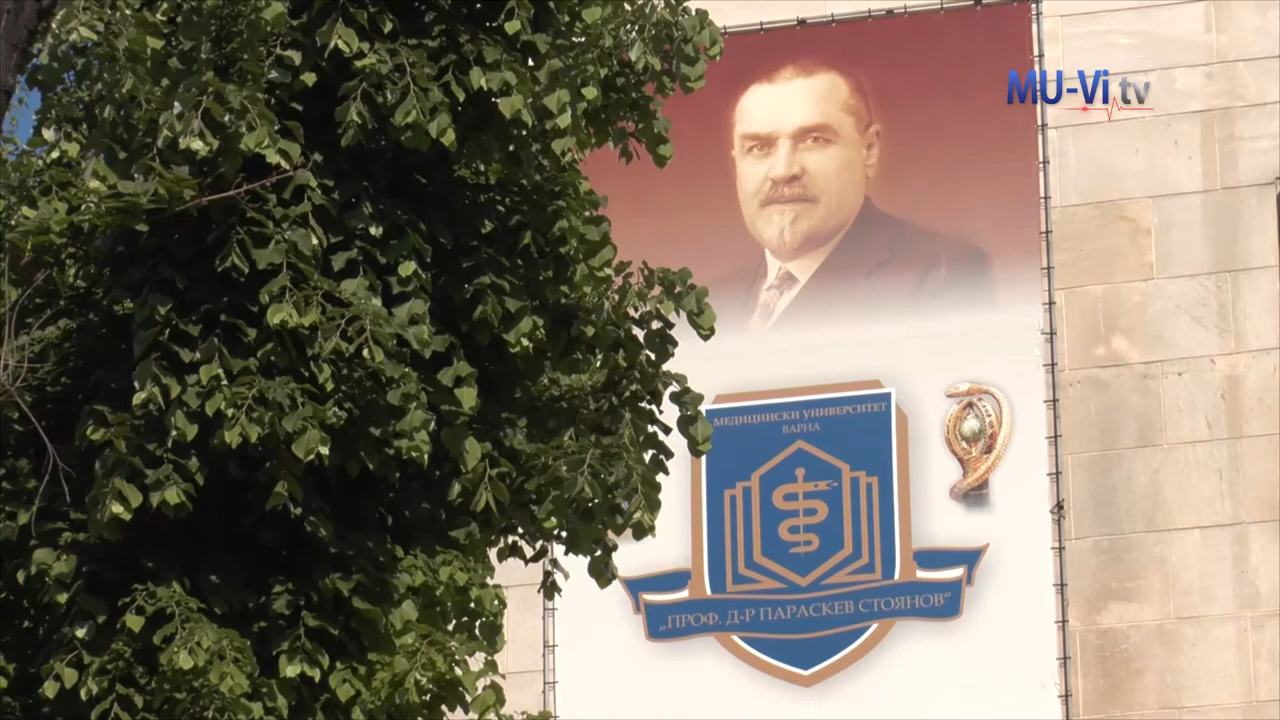 MU-Vi tv
МЕДИЦИНСКИ УНИВЕРСИТЕТ
ВАРНА
„ПРОФ. Д-Р ПАРАСКЕВ СТОЯНОВ“